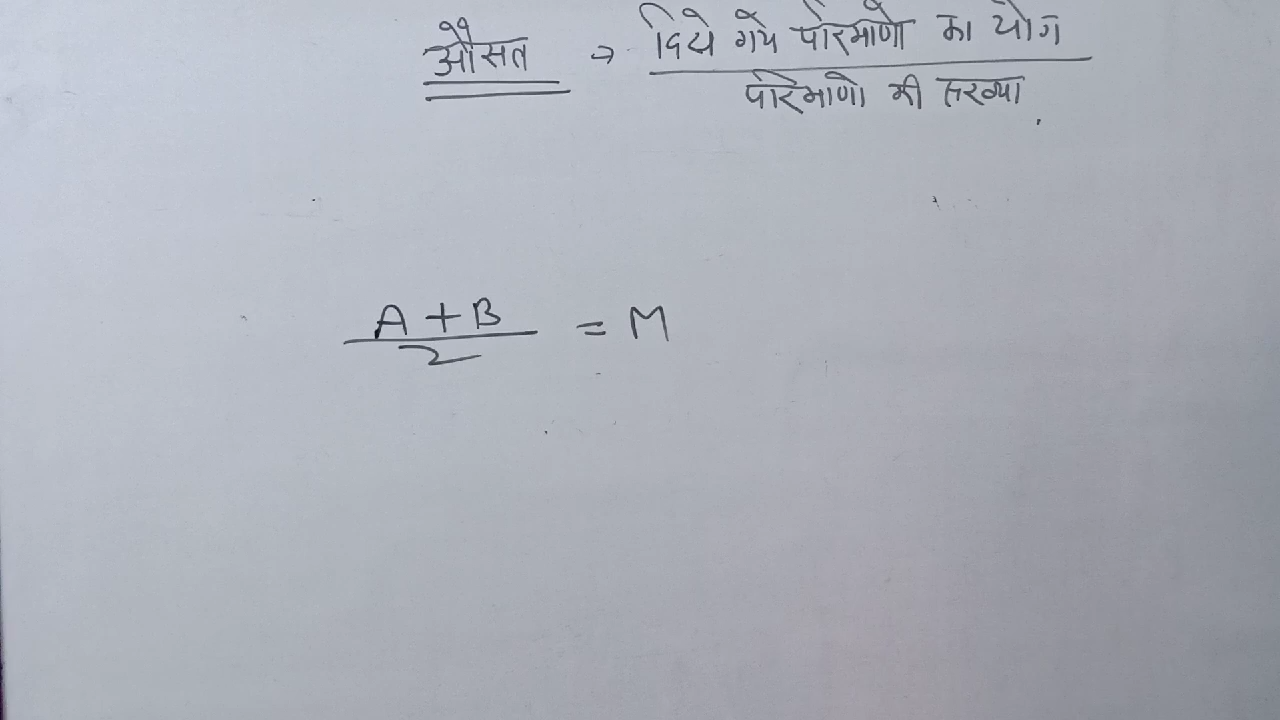 औसत → दिये गये परिमाणो का योग
परिमाणो की संख्या
A + B = M
2